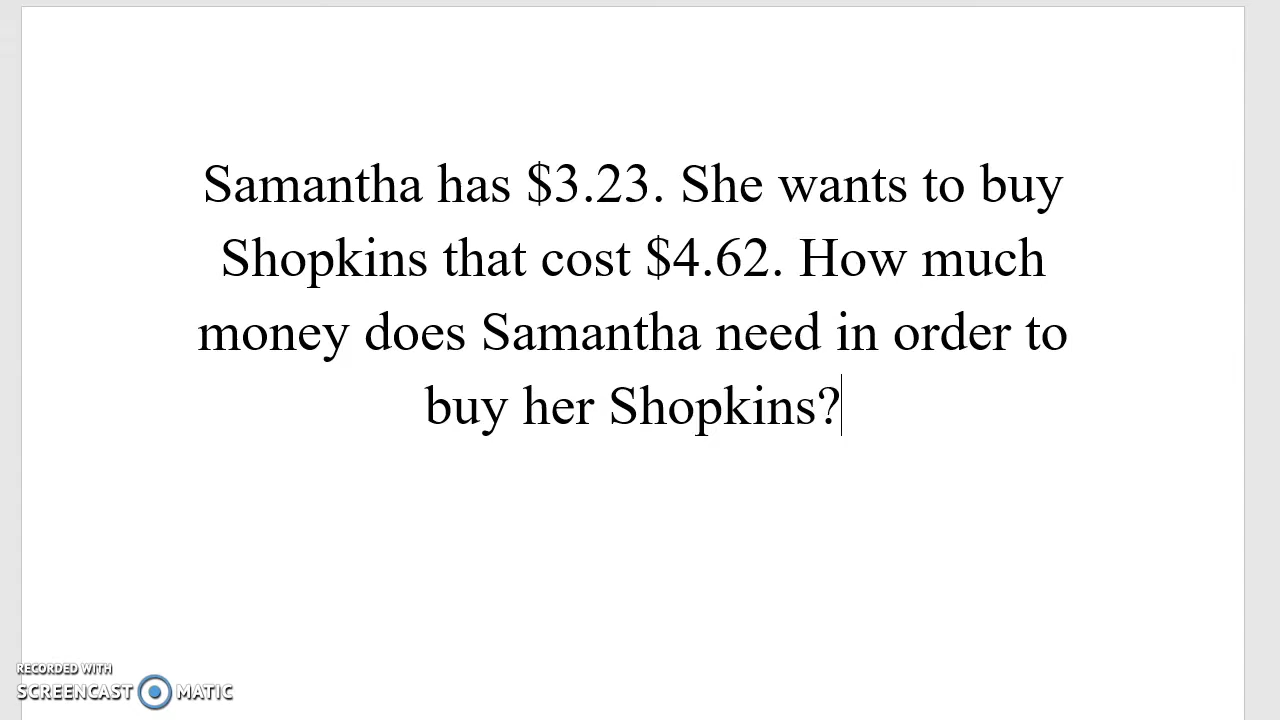 Samantha has $3.23. She wants to buy
Shopkins that cost $4.62. How much
money does Samantha need in order to
buy her Shopkins?
RECORDED WITH
SCREENCAST MATIC